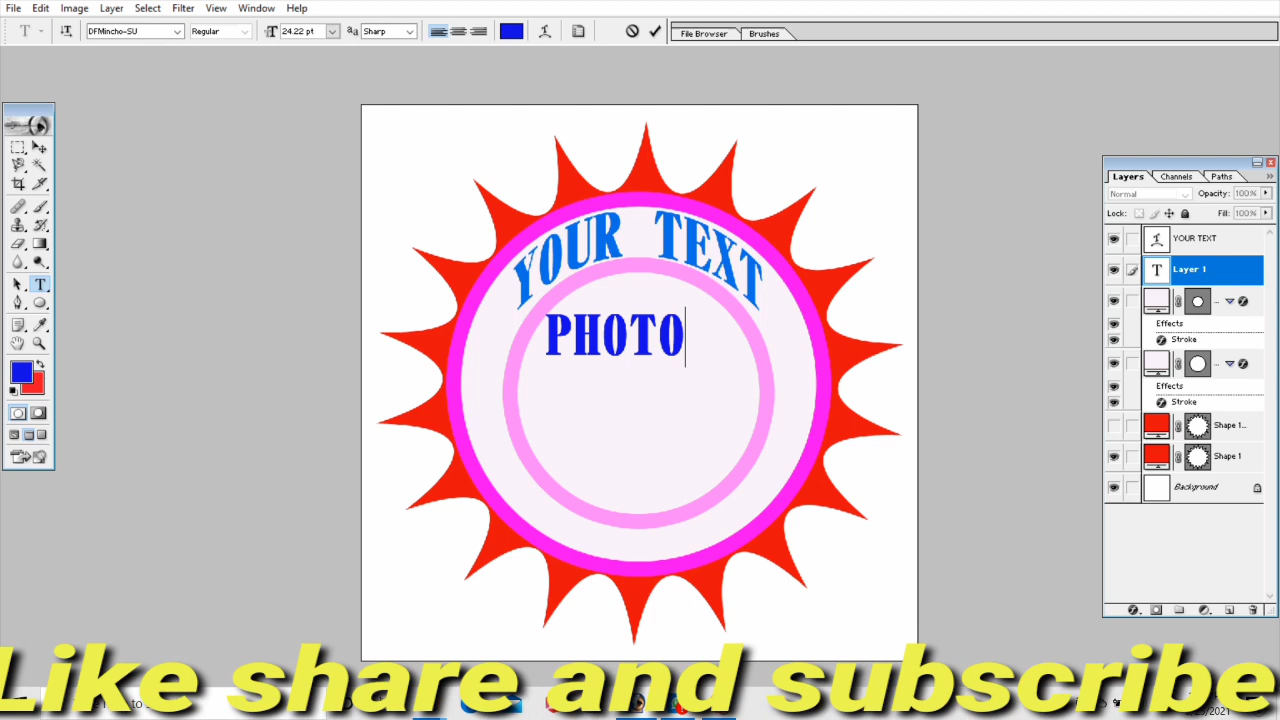 File Edit Image Layer Select Filter View Window Help
T DFMincho-SU Regular 24.22 pt aa Sharp File Browser Brushes
Layers Channels Paths
Normal Opacity: 100%
Lock: Fill: 100%
YOUR TEXT
T Layer 1
...
Effects
Stroke
...
Effects
Stroke
Shape 1...
Shape 1
Background
YOUR TEXT
PHOTO
Like share and subscribe